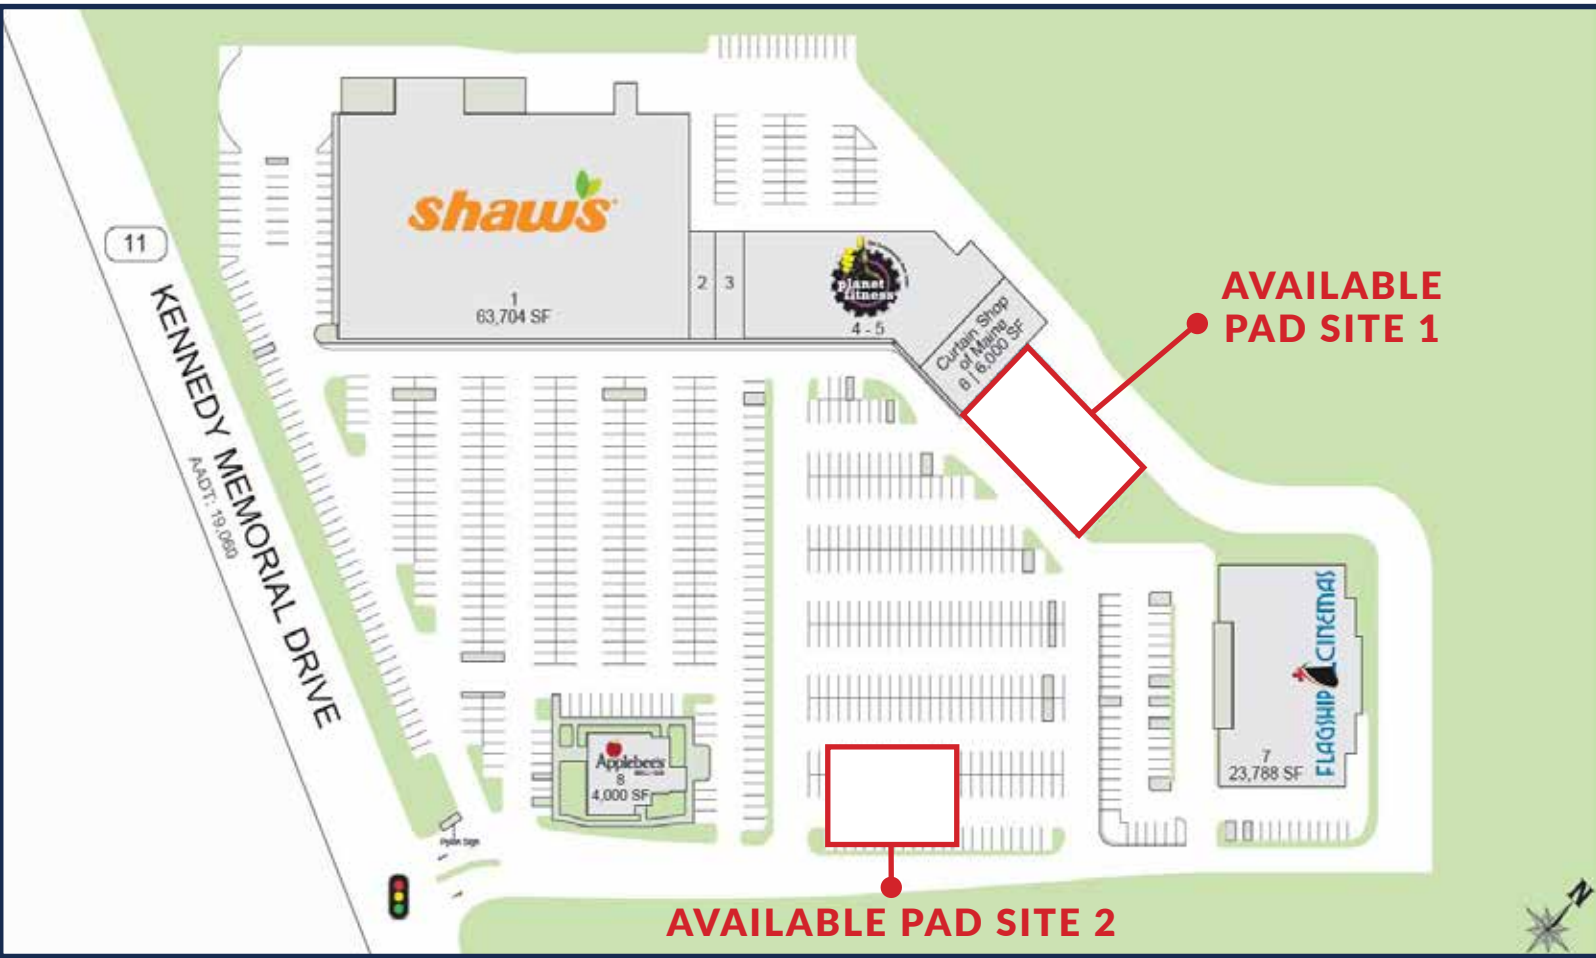 shaw's
1
63,704 SF
2
3
planet
fitness
4 - 5
Curtain Shop
of Maine
6 | 6,000 SF
AVAILABLE
PAD SITE 1
11
KENNEDY MEMORIAL DRIVE
AADT: 19,060
Applebee's
8
4,000 SF
FLAGSHIP CINEMAS
7
23,788 SF
Pylon Sign
AVAILABLE PAD SITE 2
N